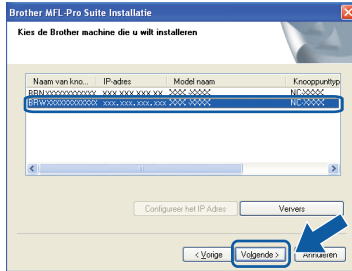 Brother MFL-Pro Suite Installatie
Kies de Brother machine die u wilt installeren
Naam van kno... IP-adres Model naam Knooppunttyp
BRNxxxxxxxxxxxx xxx.xxx.xxx.xx XXX-XXXX NC-XXXX
BRWxxxxxxxxxxxx xxx.xxx.xxx.xxx XXX-XXXX NC-XXXX
Configureer het IP Adres Ververs
< Vorige Volgende > Annuleren